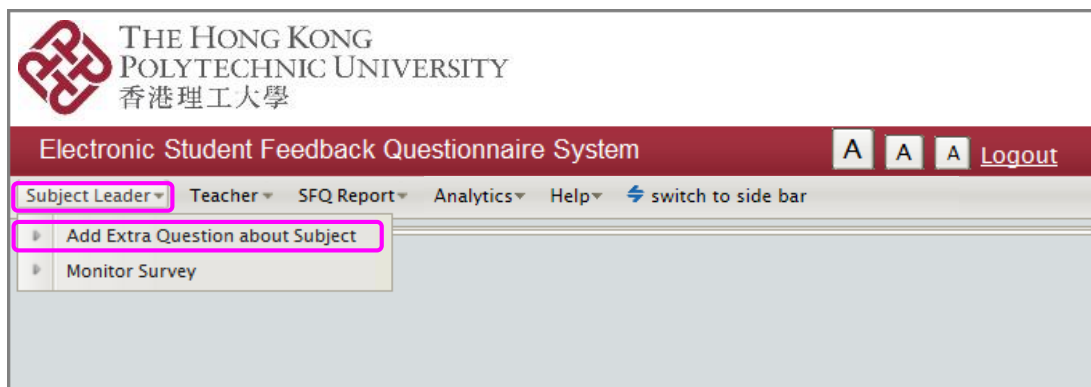 THE HONG KONG
POLYTECHNIC UNIVERSITY
香港理工大學
Electronic Student Feedback Questionnaire System A A A Logout
Subject Leader Teacher SFQ Report Analytics Help switch to side bar
Add Extra Question about Subject
Monitor Survey